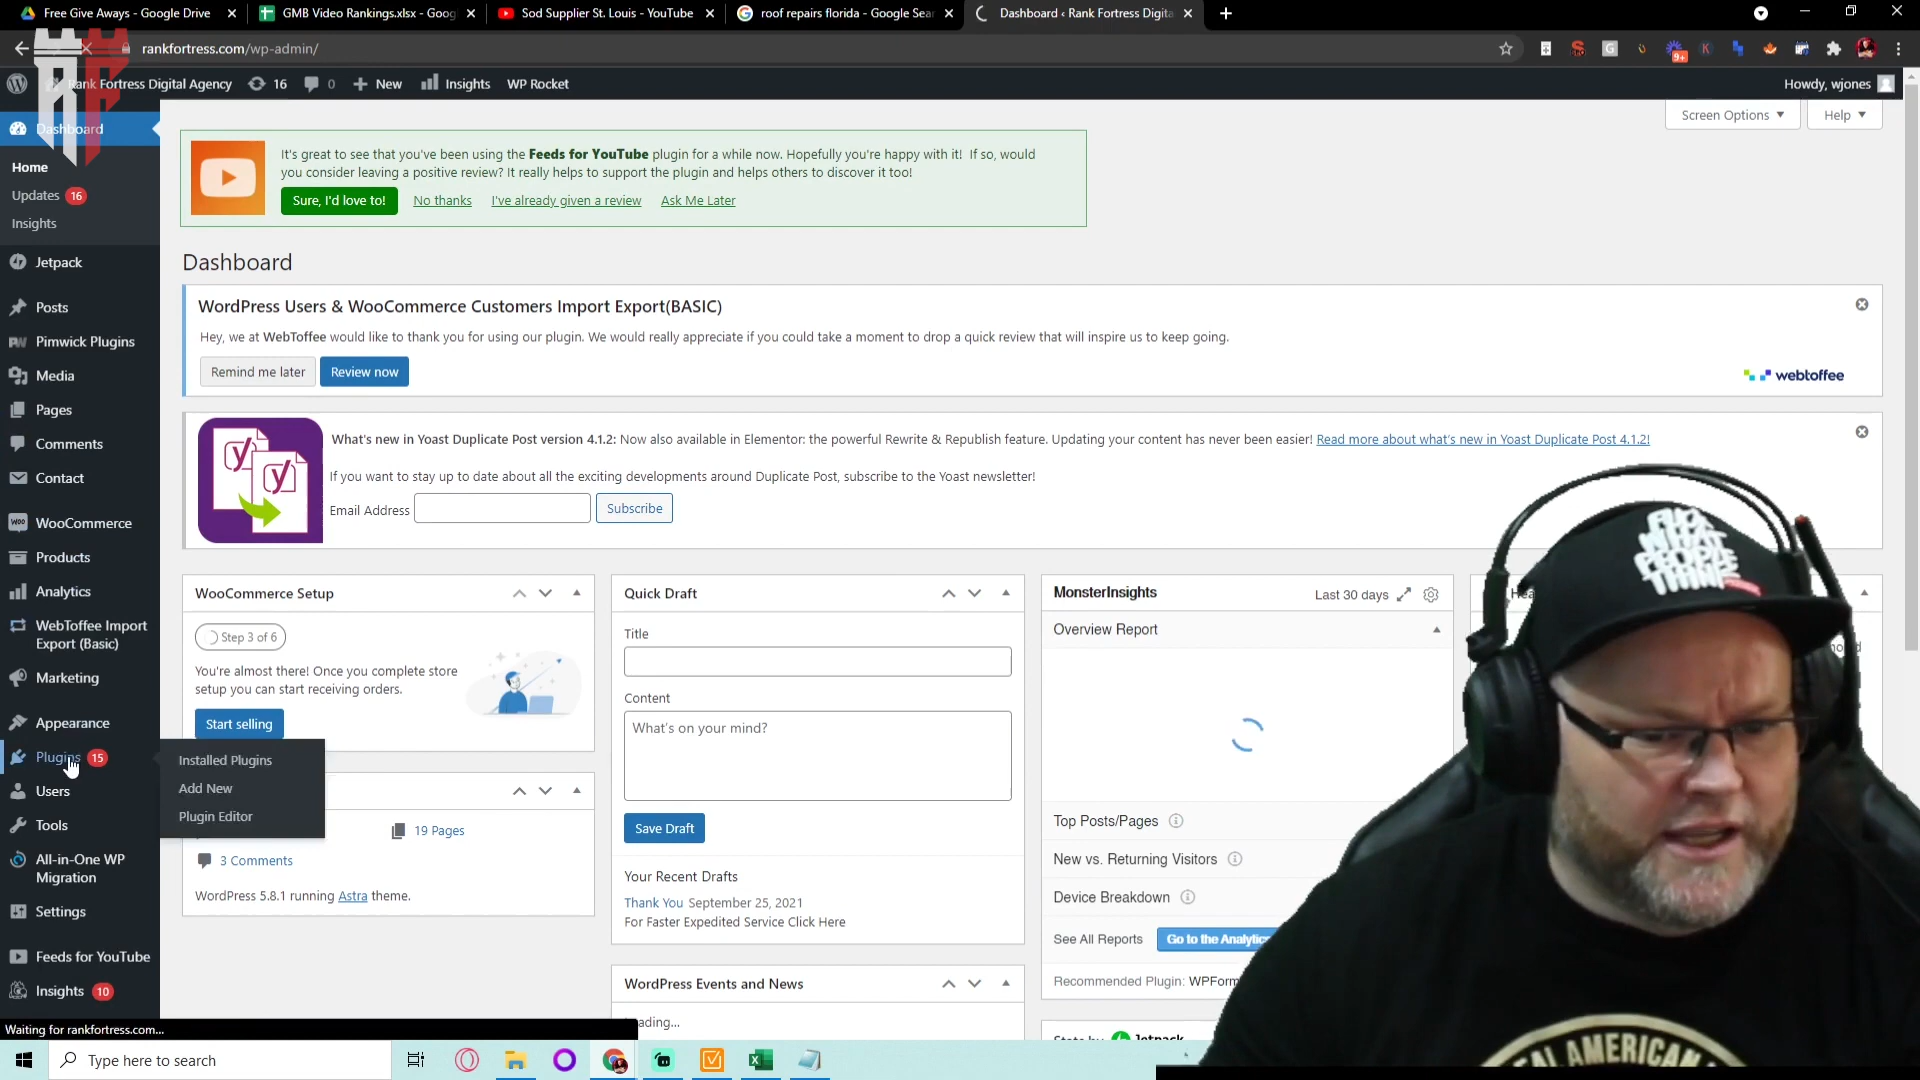 Free Give Aways - Google Drive
GMB Video Rankings.xlsx - Goog
Sod Supplier St. Louis - YouTube
roof repairs florida - Google Sear
Dashboard ‹ Rank Fortress Digita
rankfortress.com/wp-admin/
9+
Rank Fortress Digital Agency
16
0
New
Insights
WP Rocket
Howdy, wjones
Dashboard
Screen Options
Help
Home
Updates 16
Insights
Jetpack
Posts
Pimwick Plugins
Media
Pages
Comments
Contact
WooCommerce
Products
Analytics
WebToffee Import
Export (Basic)
Marketing
Appearance
Plugins 15
Users
Tools
All-in-One WP
Migration
Settings
Feeds for YouTube
Insights 10
Installed Plugins
Add New
Plugin Editor
It's great to see that you've been using the Feeds for YouTube plugin for a while now. Hopefully you're happy with it! If so, would
you consider leaving a positive review? It really helps to support the plugin and helps others to discover it too!
Sure, I'd love to!
No thanks
I've already given a review
Ask Me Later
Dashboard
WordPress Users & WooCommerce Customers Import Export(BASIC)
Hey, we at WebToffee would like to thank you for using our plugin. We would really appreciate if you could take a moment to drop a quick review that will inspire us to keep going.
Remind me later
Review now
webtoffee
What's new in Yoast Duplicate Post version 4.1.2: Now also available in Elementor: the powerful Rewrite & Republish feature. Updating your content has never been easier! Read more about what's new in Yoast Duplicate Post 4.1.2!
If you want to stay up to date about all the exciting developments around Duplicate Post, subscribe to the Yoast newsletter!
Email Address
Subscribe
WooCommerce Setup
Step 3 of 6
You're almost there! Once you complete store
setup you can start receiving orders.
Start selling
19 Pages
3 Comments
WordPress 5.8.1 running Astra theme.
Quick Draft
Title
Content
What's on your mind?
Save Draft
Your Recent Drafts
Thank You September 25, 2021
For Faster Expedited Service Click Here
WordPress Events and News
MonsterInsights
Last 30 days
Overview Report
Top Posts/Pages
New vs. Returning Visitors
Device Breakdown
See All Reports
Go to the Analytic
Recommended Plugin: WPForm
Jetpack
FUCK
WHAT
PEOPLE
THINK
AMERICAN
Waiting for rankfortress.com...
Type here to search